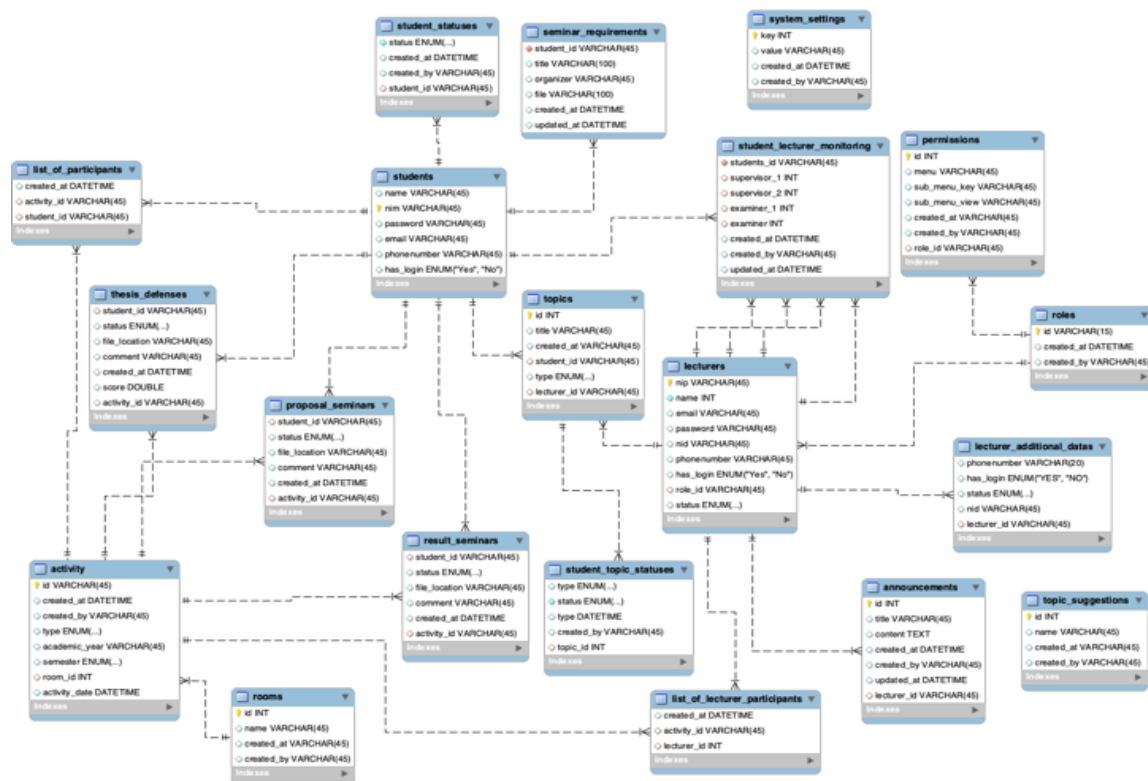 student_statuses
status ENUM(...)
created_at DATETIME
created_by VARCHAR(45)
student_id VARCHAR(45)
Indexes
seminar_requirements
student_id VARCHAR(45)
title VARCHAR(100)
organizer VARCHAR(45)
file VARCHAR(100)
created_at DATETIME
updated_at DATETIME
Indexes
system_settings
key INT
value VARCHAR(45)
created_at DATETIME
created_by VARCHAR(45)
Indexes
list_of_participants
created_at DATETIME
activity_id VARCHAR(45)
student_id VARCHAR(45)
Indexes
students
name VARCHAR(45)
nim VARCHAR(45)
password VARCHAR(45)
email VARCHAR(45)
phonenumber VARCHAR(45)
has_login ENUM("Yes", "No")
Indexes
student_lecturer_monitoring
students_id VARCHAR(45)
supervisor_1 INT
supervisor_2 INT
examiner_1 INT
examiner INT
created_at DATETIME
created_by VARCHAR(45)
updated_at DATETIME
Indexes
permissions
id INT
menu VARCHAR(45)
sub_menu_key VARCHAR(45)
sub_menu_view VARCHAR(45)
created_at VARCHAR(45)
created_by VARCHAR(45)
role_id VARCHAR(45)
Indexes
thesis_defenses
student_id VARCHAR(45)
status ENUM(...)
file_location VARCHAR(45)
comment VARCHAR(45)
created_at DATETIME
score DOUBLE
activity_id VARCHAR(45)
Indexes
topics
id INT
title VARCHAR(45)
created_at VARCHAR(45)
student_id VARCHAR(45)
type ENUM(...)
lecturer_id VARCHAR(45)
Indexes
roles
id VARCHAR(15)
created_at DATETIME
created_by VARCHAR(45)
Indexes
proposal_seminars
student_id VARCHAR(45)
status ENUM(...)
file_location VARCHAR(45)
comment VARCHAR(45)
created_at DATETIME
activity_id VARCHAR(45)
Indexes
lecturers
nip VARCHAR(45)
name INT
email VARCHAR(45)
password VARCHAR(45)
nid VARCHAR(45)
phonenumber VARCHAR(45)
has_login ENUM("Yes", "No")
role_id VARCHAR(45)
status ENUM(...)
Indexes
lecturer_additional_datas
phonenumber VARCHAR(20)
has_login ENUM("YES", "NO")
status ENUM(...)
nid VARCHAR(45)
lecturer_id VARCHAR(45)
Indexes
result_seminars
student_id VARCHAR(45)
status ENUM(...)
file_location VARCHAR(45)
comment VARCHAR(45)
created_at DATETIME
activity_id VARCHAR(45)
Indexes
activity
id VARCHAR(45)
created_at DATETIME
created_by VARCHAR(45)
type ENUM(...)
academic_year VARCHAR(45)
semester ENUM(...)
room_id INT
activity_date DATETIME
Indexes
student_topic_statuses
type ENUM(...)
status ENUM(...)
type DATETIME
created_by VARCHAR(45)
topic_id INT
Indexes
announcements
id INT
title VARCHAR(45)
content TEXT
created_at DATETIME
created_by VARCHAR(45)
updated_at DATETIME
lecturer_id VARCHAR(45)
Indexes
topic_suggestions
id INT
name VARCHAR(45)
created_at VARCHAR(45)
created_by VARCHAR(45)
Indexes
rooms
id INT
name VARCHAR(45)
created_at VARCHAR(45)
created_by VARCHAR(45)
Indexes
list_of_lecturer_participants
created_at DATETIME
activity_id VARCHAR(45)
lecturer_id INT
Indexes